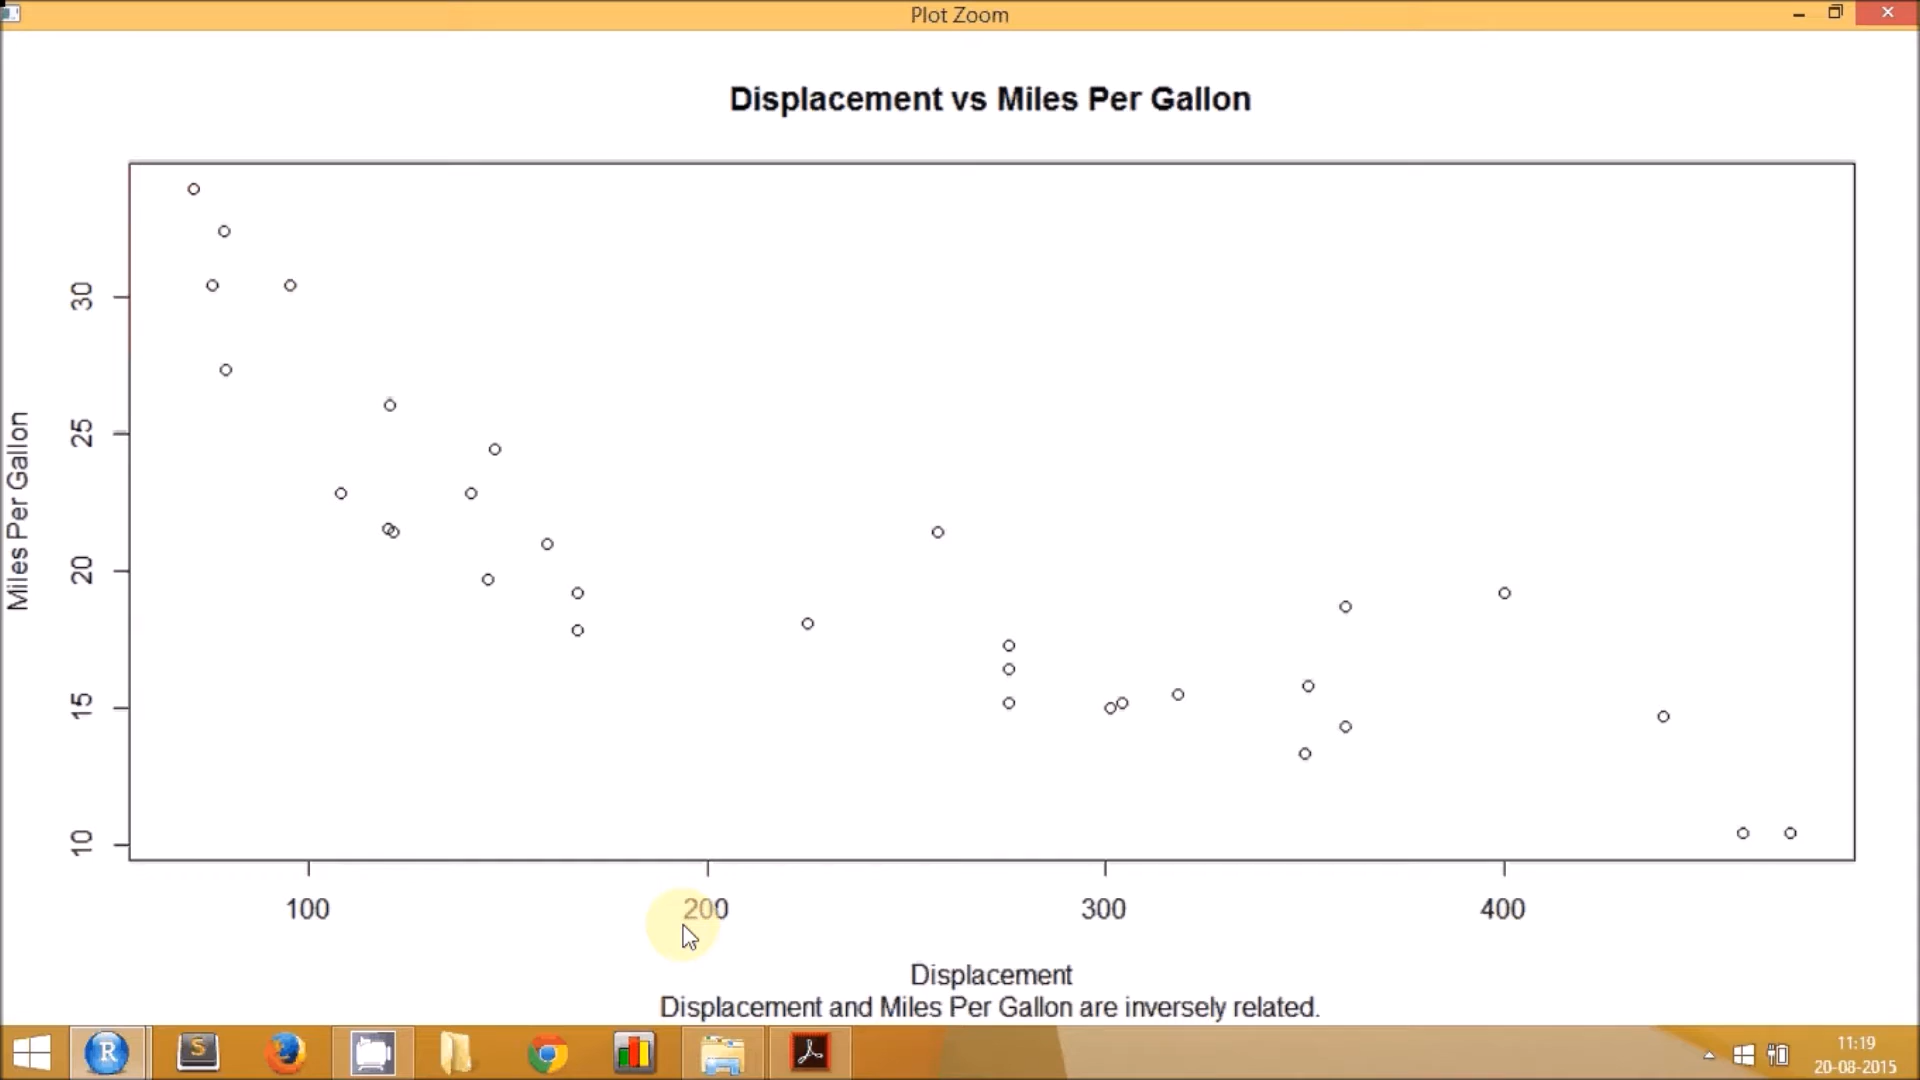 Plot Zoom
Displacement vs Miles Per Gallon
Miles Per Gallon
30
25
20
15
10
100 200 300 400
Displacement
Displacement and Miles Per Gallon are inversely related.
R
S
11:19
20-08-2015